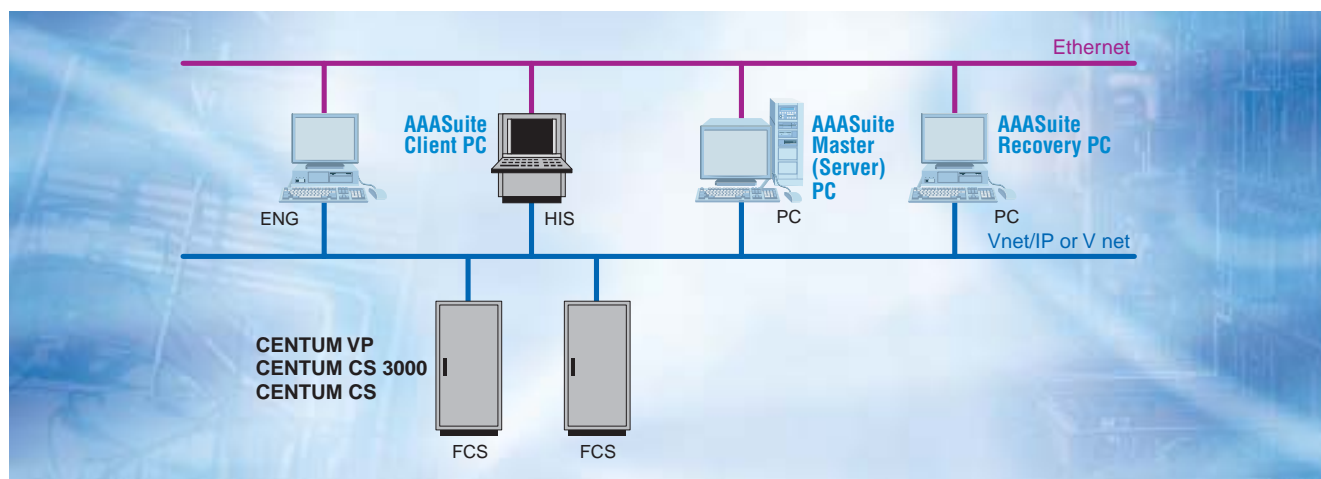 Ethernet
AAASuite
Client PC
AAASuite
Master
(Server)
PC
AAASuite
Recovery PC
ENG
HIS
PC
PC
Vnet/IP or V net
CENTUM VP
CENTUM CS 3000
CENTUM CS
FCS
FCS